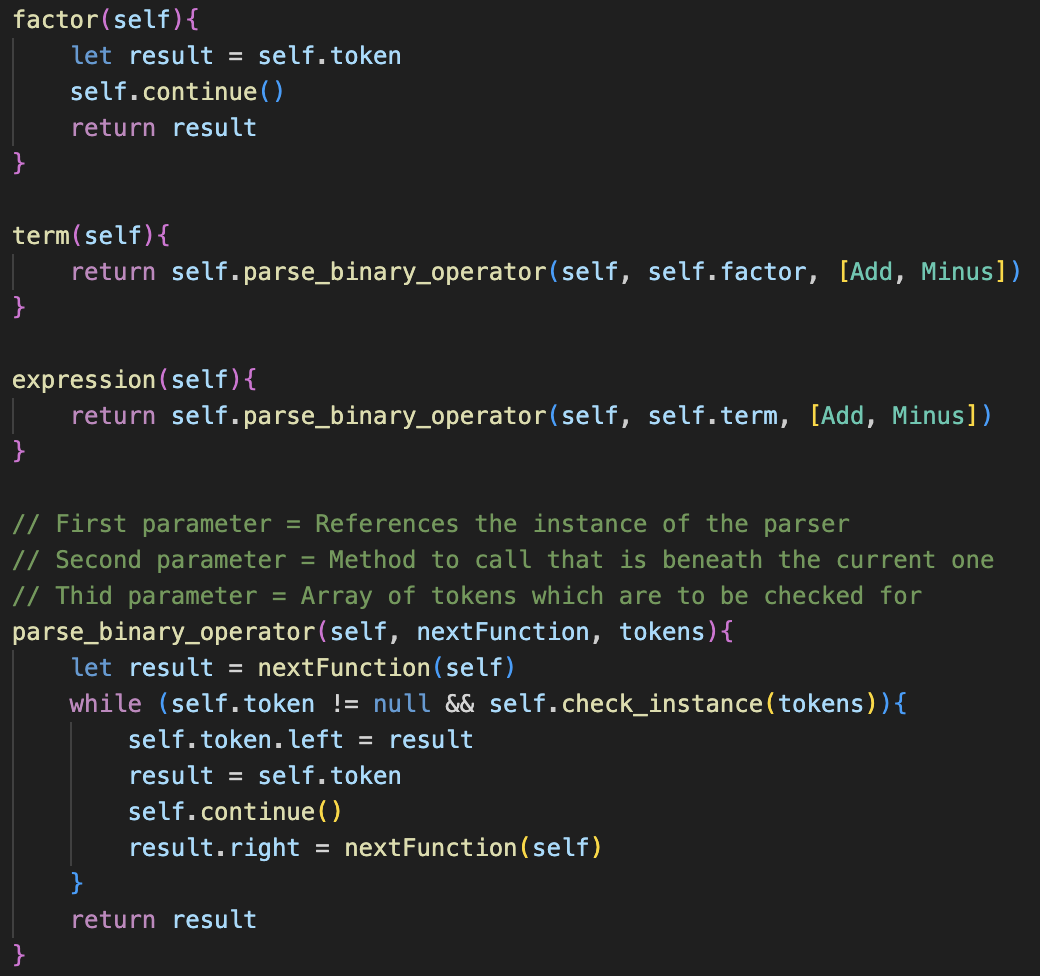 factor(self){
    let result = self.token
    self.continue()
    return result
}

term(self){
    return self.parse_binary_operator(self, self.factor, [Add, Minus])
}

expression(self){
    return self.parse_binary_operator(self, self.term, [Add, Minus])
}

// First parameter = References the instance of the parser
// Second parameter = Method to call that is beneath the current one
// Thid parameter = Array of tokens which are to be checked for
parse_binary_operator(self, nextFunction, tokens){
    let result = nextFunction(self)
    while (self.token != null && self.check_instance(tokens)){
        self.token.left = result
        result = self.token
        self.continue()
        result.right = nextFunction(self)
    }
    return result
}